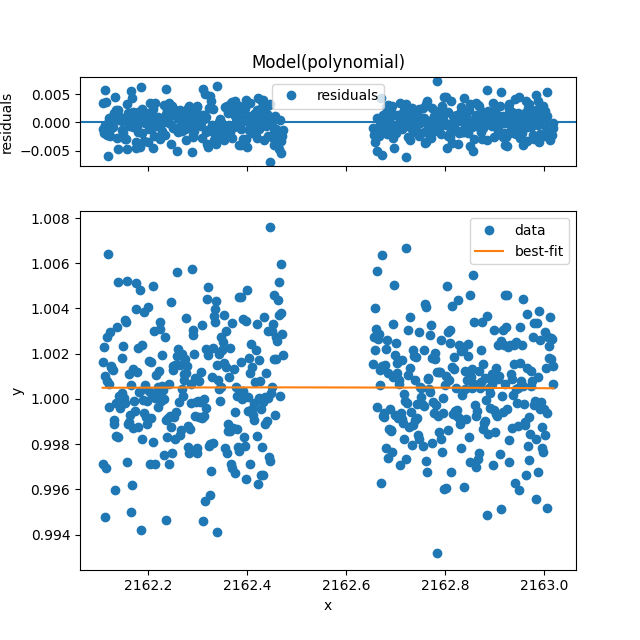 Model(polynomial)
residuals
0.005
0.000
−0.005
residuals
1.008
1.006
1.004
1.002
1.000
0.998
0.996
0.994
y
data
best-fit
2162.2 2162.4 2162.6 2162.8 2163.0
x